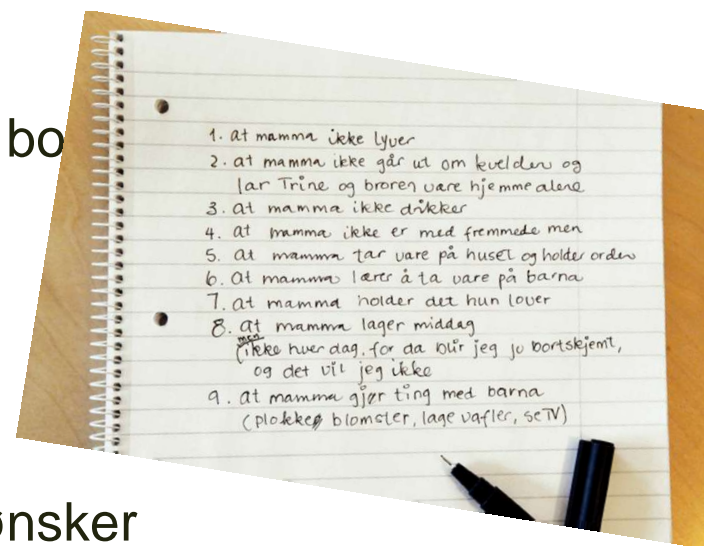 bo
1. at mamma ikke lyver
2. at mamma ikke går ut om kvelden og
lar Trine og broren være hjemme alene
3. at mamma ikke drikker
4. at mamma ikke er med fremmede men
5. at mamma tar vare på huset og holder orden
6. at mamma lærer å ta vare på barna
7. at mamma holder det hun lover
8. at mamma lager middag
men
(ikke hver dag, for da blir jeg jo bortskjemt,
og det vil jeg ikke
9. at mamma gjør ting med barna
(plokke blomster, lage vafler, se TV)
ønsker